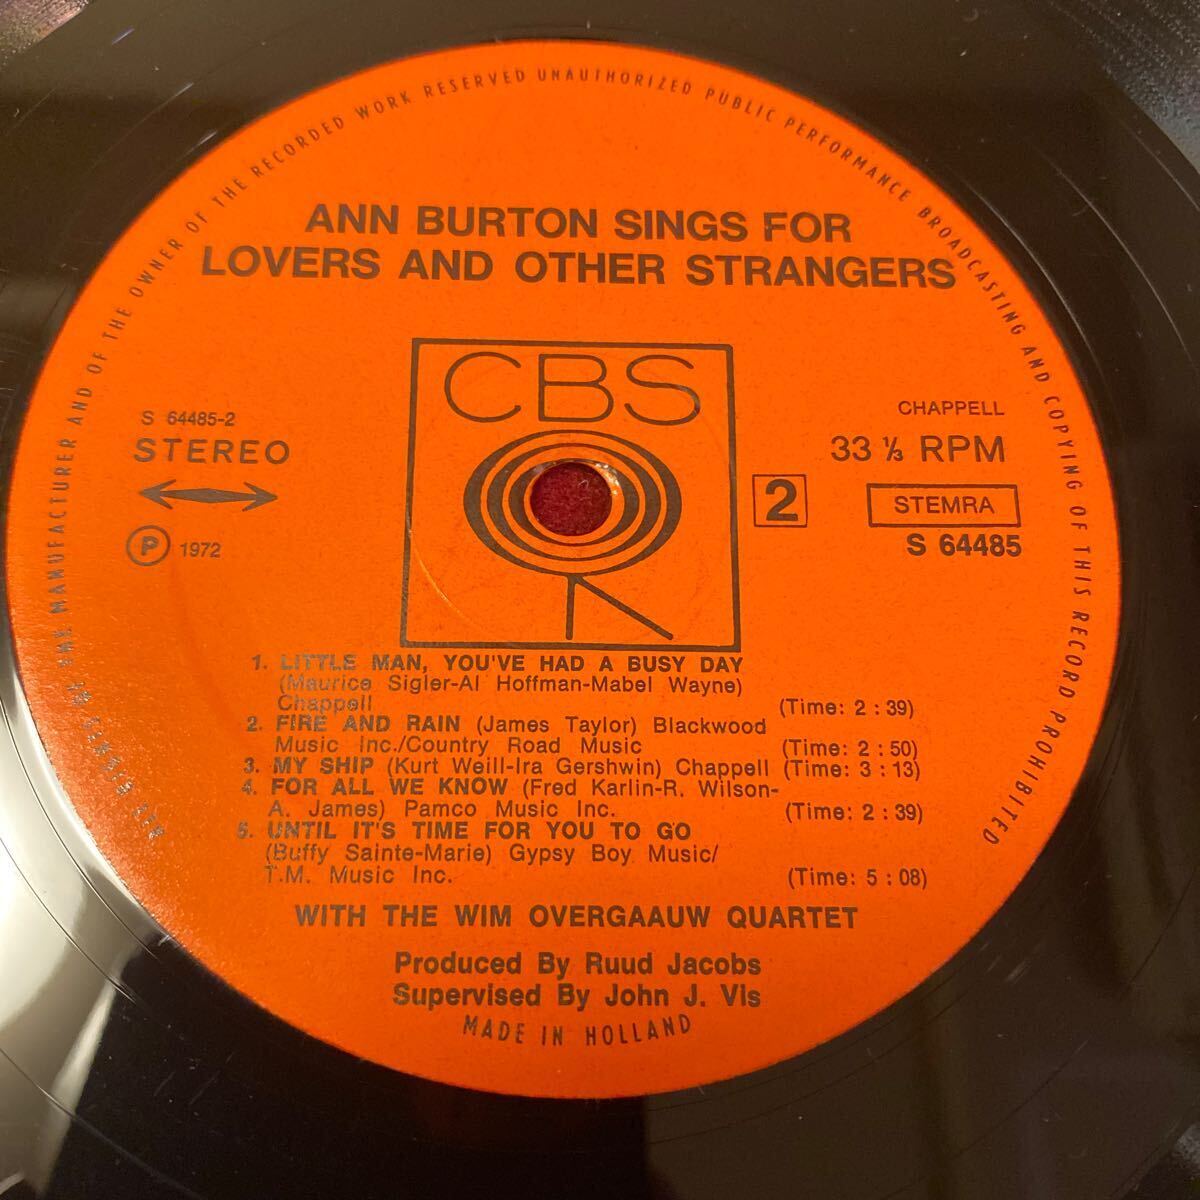 ALL RIGHTS OF THE MANUFACTURER AND OF THE OWNER OF THE RECORDED WORK RESERVED UNAUTHORIZED PUBLIC PERFORMANCE BROADCASTING AND COPYING OF THIS RECORD PROHIBITED
ANN BURTON SINGS FOR
LOVERS AND OTHER STRANGERS
CBS
S 64485-2
STEREO
Ⓟ 1972
CHAPPELL
33 ⅓ RPM
2
STEMRA
S 64485
1. LITTLE MAN, YOU'VE HAD A BUSY DAY
(Maurice Sigler-Al Hoffman-Mabel Wayne)
Chappell (Time: 2 : 39)
2. FIRE AND RAIN (James Taylor) Blackwood
Music Inc./Country Road Music (Time: 2 : 50)
3. MY SHIP (Kurt Weill-Ira Gershwin) Chappell (Time: 3 : 13)
4. FOR ALL WE KNOW (Fred Karlin-R. Wilson-
A. James) Pamco Music Inc. (Time: 2 : 39)
5. UNTIL IT'S TIME FOR YOU TO GO
(Buffy Sainte-Marie) Gypsy Boy Music/
T.M. Music Inc. (Time: 5 : 08)
WITH THE WIM OVERGAAUW QUARTET
Produced By Ruud Jacobs
Supervised By John J. Vis
MADE IN HOLLAND